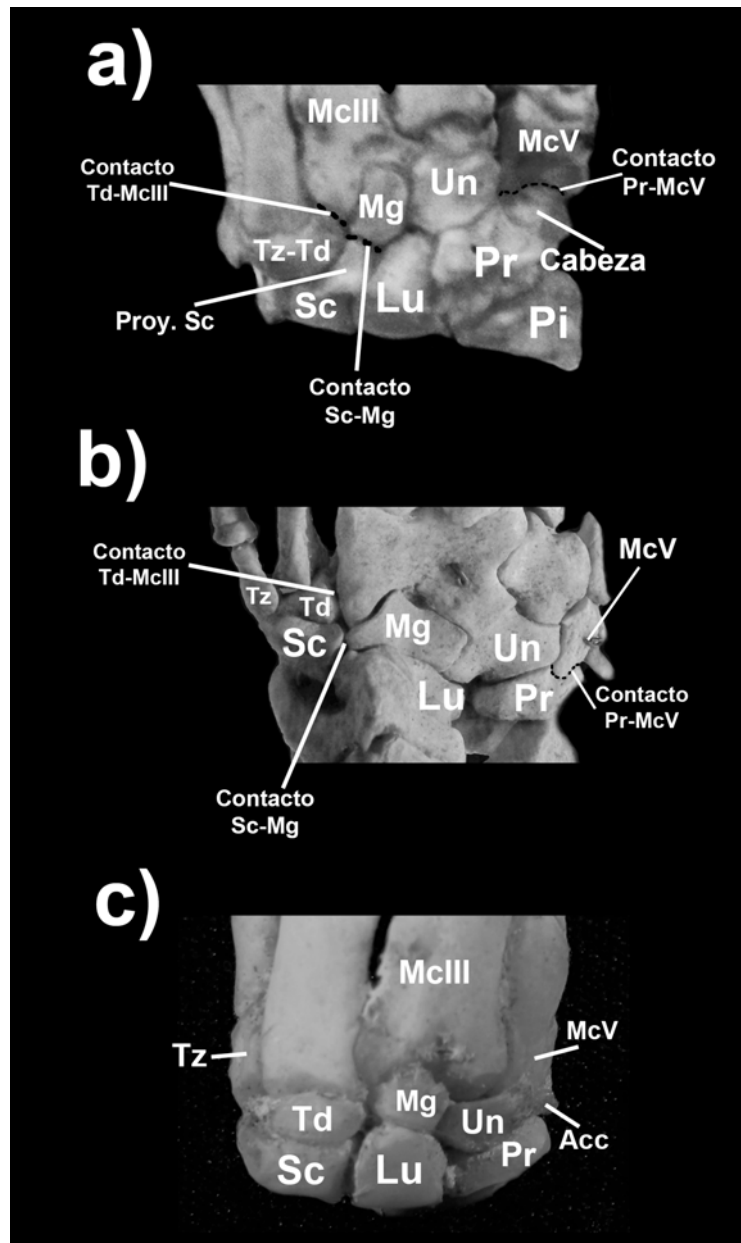 a)
McIII
McV
Contacto
Td-McIII
Contacto
Pr-McV
Un
Mg
Tz-Td
Pr
Cabeza
Proy. Sc
Sc
Lu
Pi
Contacto
Sc-Mg
b)
Contacto
Td-McIII
McV
Tz
Td
Sc
Mg
Un
Lu
Pr
Contacto
Pr-McV
Contacto
Sc-Mg
c)
McIII
Tz
McV
Td
Mg
Un
Acc
Sc
Lu
Pr